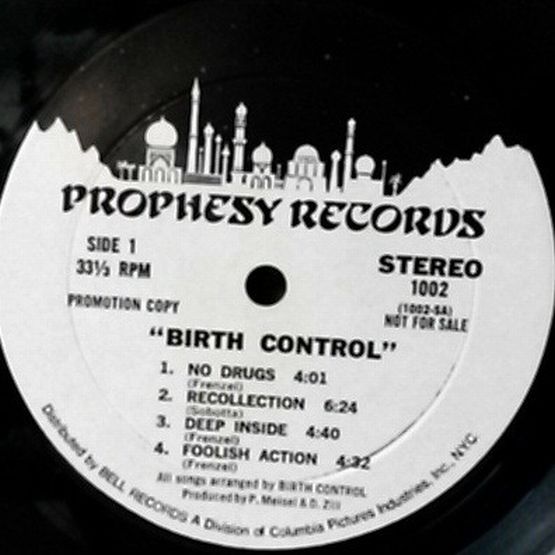 PROPHESY RECORDS
SIDE 1
33⅓ RPM
PROMOTION COPY
STEREO
1002
(1002-SA)
NOT FOR SALE
"BIRTH CONTROL"
1. NO DRUGS 4:01
(Frenzel)
2. RECOLLECTION 6:24
(Sobotta)
3. DEEP INSIDE 4:40
(Frenzel)
4. FOOLISH ACTION 4:32
(Frenzel)
All songs arranged by BIRTH CONTROL
Produced by P. Meisel & D.
Distributed by BELL RECORDS A Division of Columbia Pictures Industries, Inc., NYC